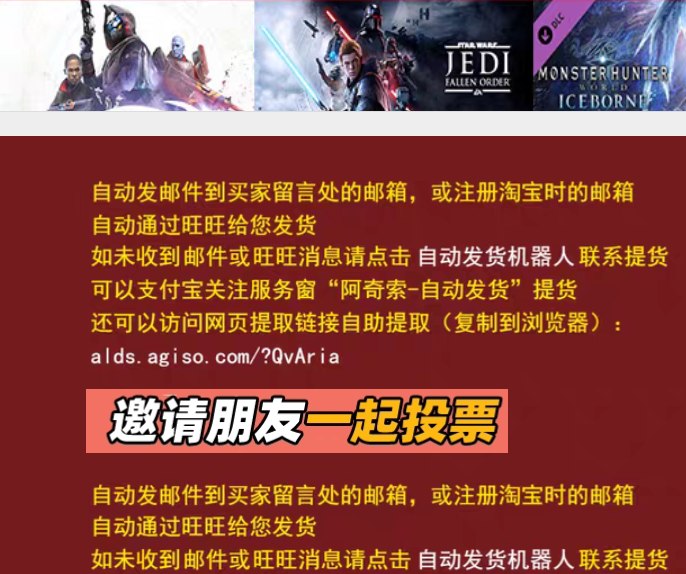 STAR WARS
JEDI
FALLEN ORDER
EA
DLC
MONSTER HUNTER
WORLD
ICEBORNE
自动发邮件到买家留言处的邮箱，或注册淘宝时的邮箱
自动通过旺旺给您发货
如未收到邮件或旺旺消息请点击 自动发货机器人 联系提货
可以支付宝关注服务窗“阿奇索-自动发货”提货
还可以访问网页提取链接自助提取（复制到浏览器）：
alds.agiso.com/?QvAria
邀请朋友一起投票
自动发邮件到买家留言处的邮箱，或注册淘宝时的邮箱
自动通过旺旺给您发货
如未收到邮件或旺旺消息请点击 自动发货机器人 联系提货